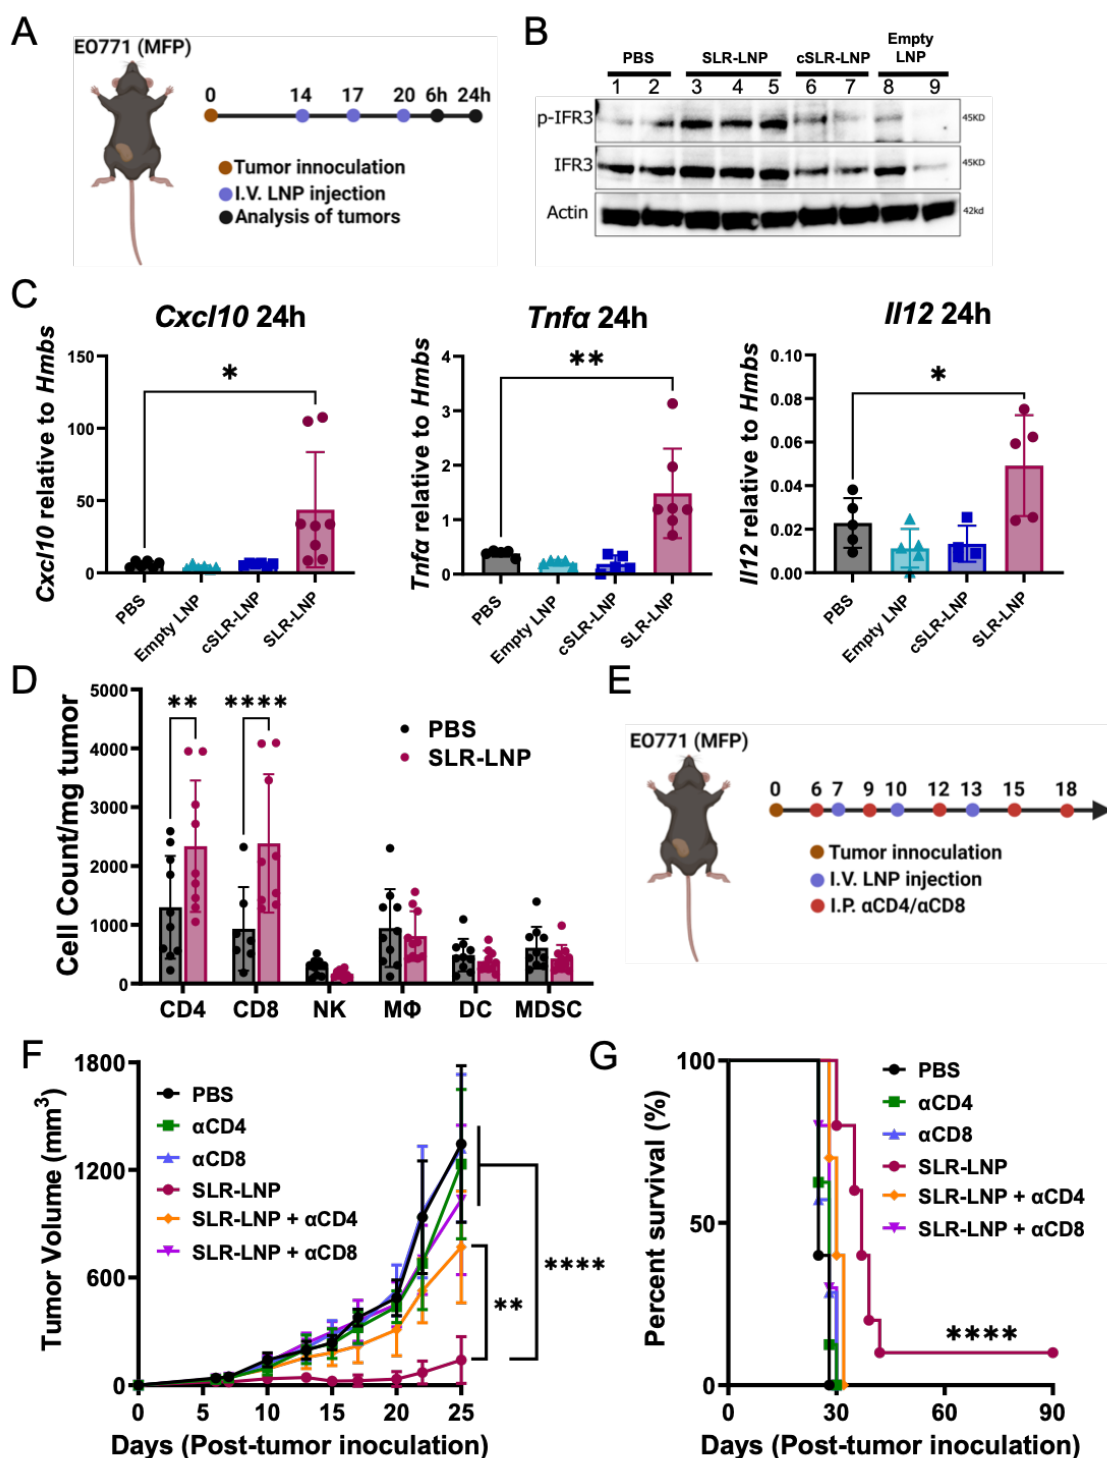 A
EO771 (MFP)
0 14 17 20 6h 24h
Tumor innoculation
I.V. LNP injection
Analysis of tumors
B
PBS SLR-LNP cSLR-LNP Empty LNP
1 2 3 4 5 6 7 8 9
p-IFR3 45KD
IFR3 45KD
Actin 42kd
C
Cxcl10 24h
Cxcl10 relative to Hmbs
150
100
50
0
*
PBS Empty LNP cSLR-LNP SLR-LNP
Tnfα 24h
Tnfα relative to Hmbs
4
3
2
1
0
**
PBS Empty LNP cSLR-LNP SLR-LNP
Il12 24h
Il12 relative to Hmbs
0.10
0.08
0.06
0.04
0.02
0.00
*
PBS Empty LNP cSLR-LNP SLR-LNP
D
Cell Count/mg tumor
5000
4000
3000
2000
1000
0
** ****
PBS
SLR-LNP
CD4 CD8 NK MΦ DC MDSC
E
EO771 (MFP)
0 6 7 9 10 12 13 15 18
Tumor innoculation
I.V. LNP injection
I.P. αCD4/αCD8
F
Tumor Volume (mm³)
1800
1200
600
0
PBS
αCD4
αCD8
SLR-LNP
SLR-LNP + αCD4
SLR-LNP + αCD8
**
****
0 5 10 15 20 25
Days (Post-tumor inoculation)
G
Percent survival (%)
100
50
0
PBS
αCD4
αCD8
SLR-LNP
SLR-LNP + αCD4
SLR-LNP + αCD8
****
0 30 60 90
Days (Post-tumor inoculation)